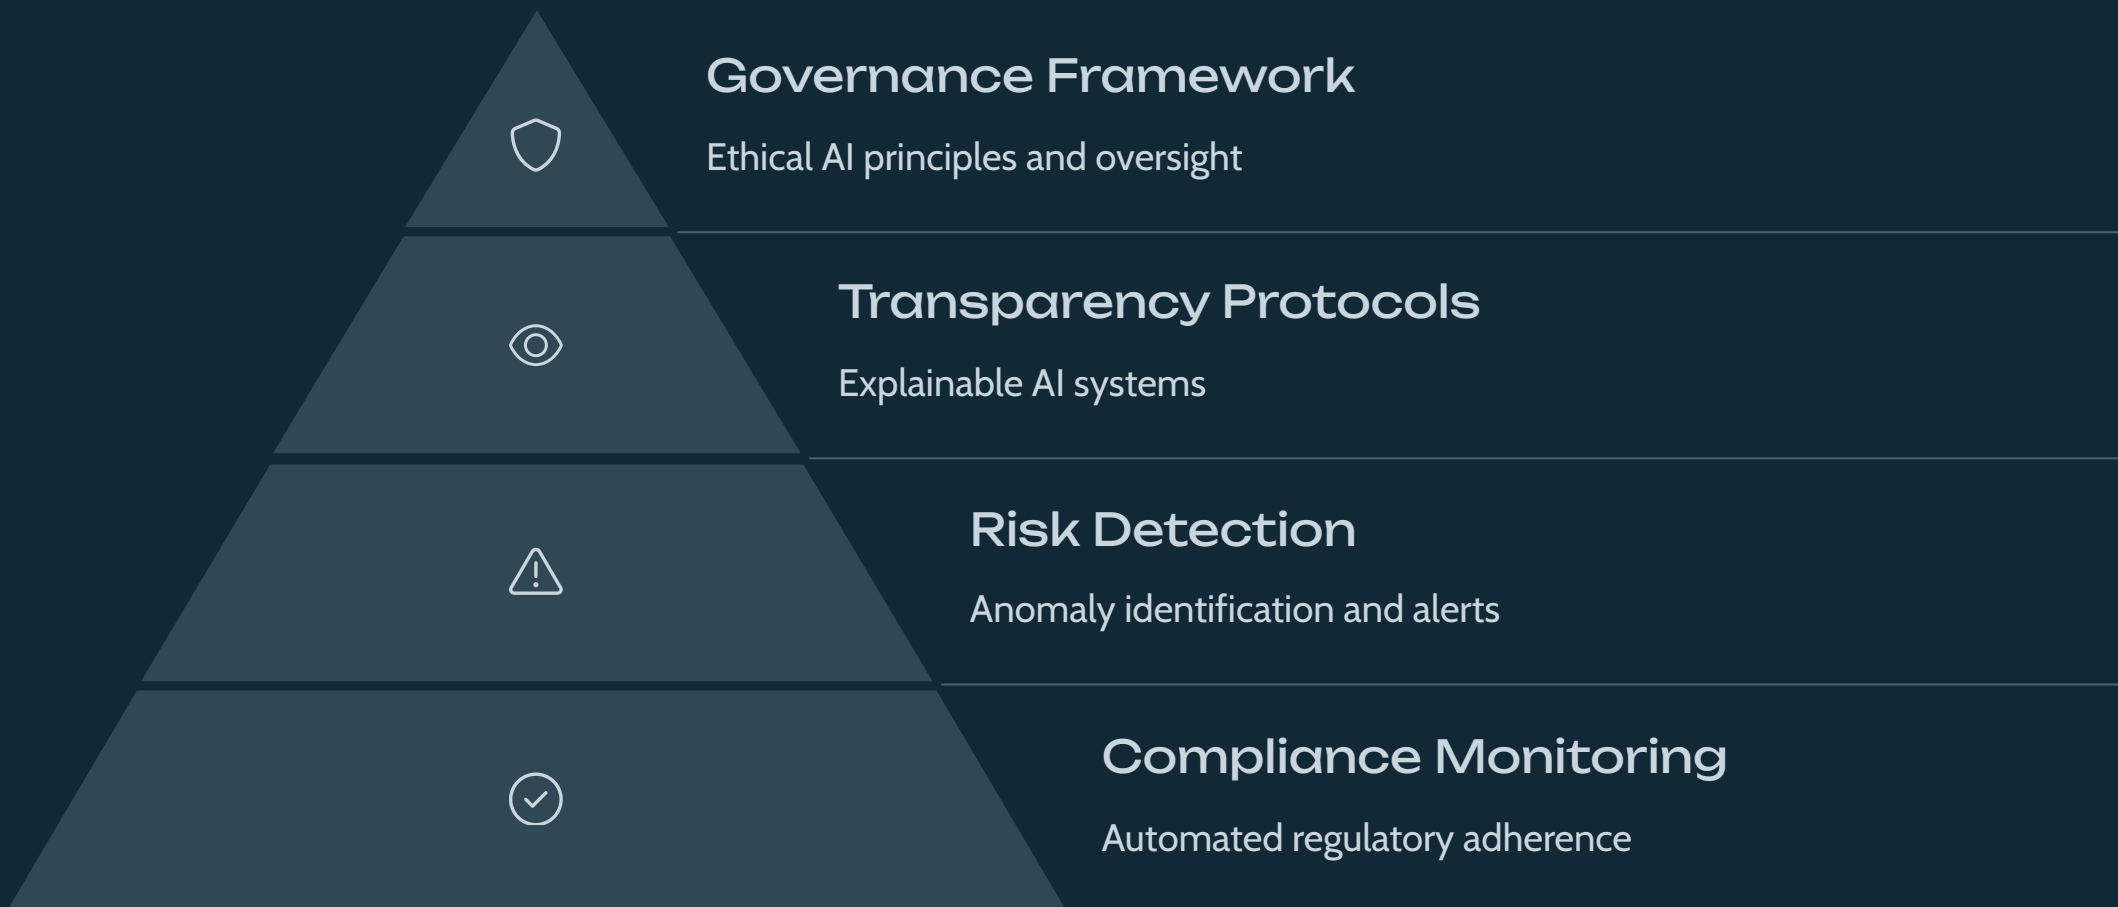 Governance Framework
Ethical AI principles and oversight
Transparency Protocols
Explainable AI systems
Risk Detection
Anomaly identification and alerts
Compliance Monitoring
Automated regulatory adherence